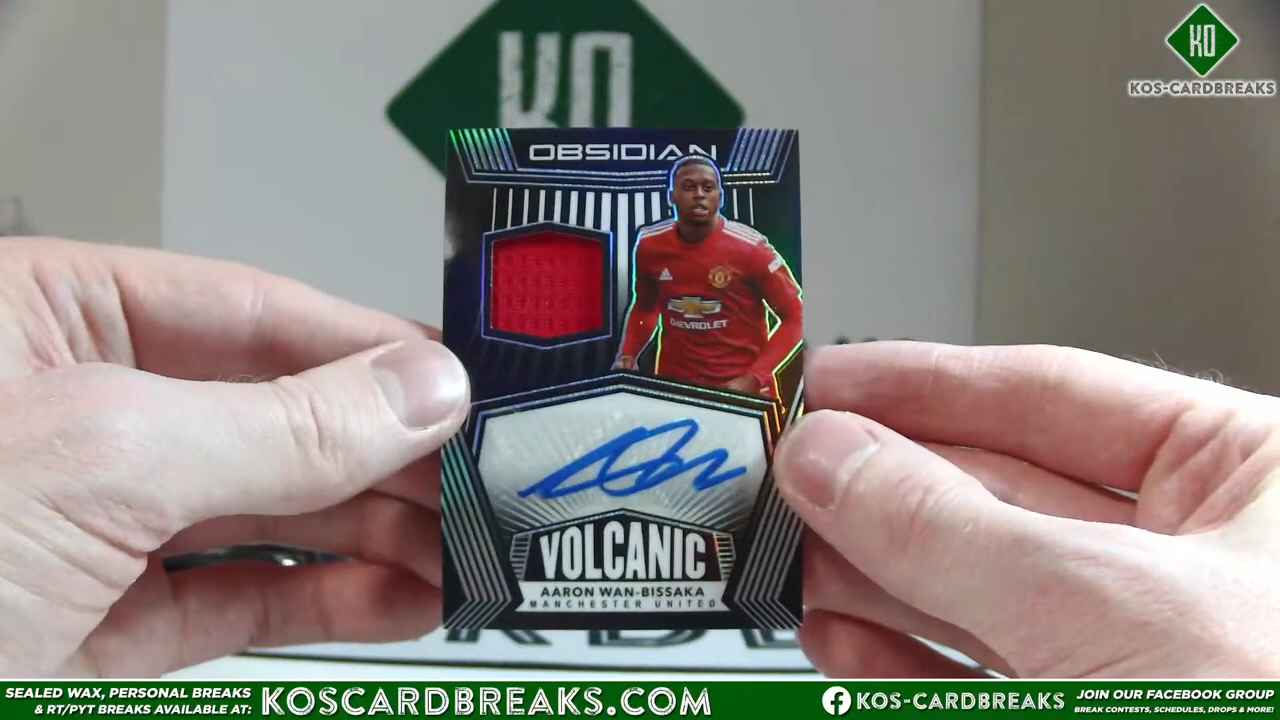 KO
KOS-CARDBREAKS
KO
OBSIDIAN
CHEVROLET
VOLCANIC
AARON WAN-BISSAKA
MANCHESTER UNITED
SEALED WAX, PERSONAL BREAKS
& RT/PYT BREAKS AVAILABLE AT:
KOSCARDBREAKS.COM
KOS-CARDBREAKS
JOIN OUR FACEBOOK GROUP
BREAK CONTESTS, SCHEDULES, DROPS & MORE!